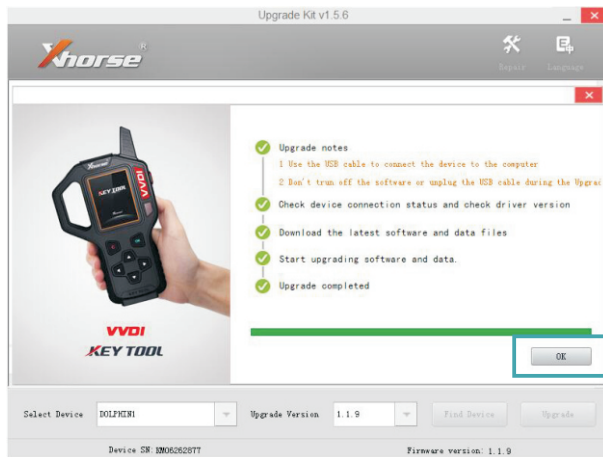 Upgrade Kit v1.5.6
Xhorse®
Repair
Language
Upgrade notes
1 Use the USB cable to connect the device to the computer
2 Don't trun off the software or unplug the USB cable during the Upgrad
Check device connection status and check driver version
Download the latest software and data files
Start upgrading software and data.
Upgrade completed
Xhorse
KEY TOOL
VVDI
OK
VVDI
KEY TOOL
OK
Select Device DOLPHIN1 Upgrade Version 1.1.9 Find Device Upgrade
Device SN: Firmware version: 1.1.9